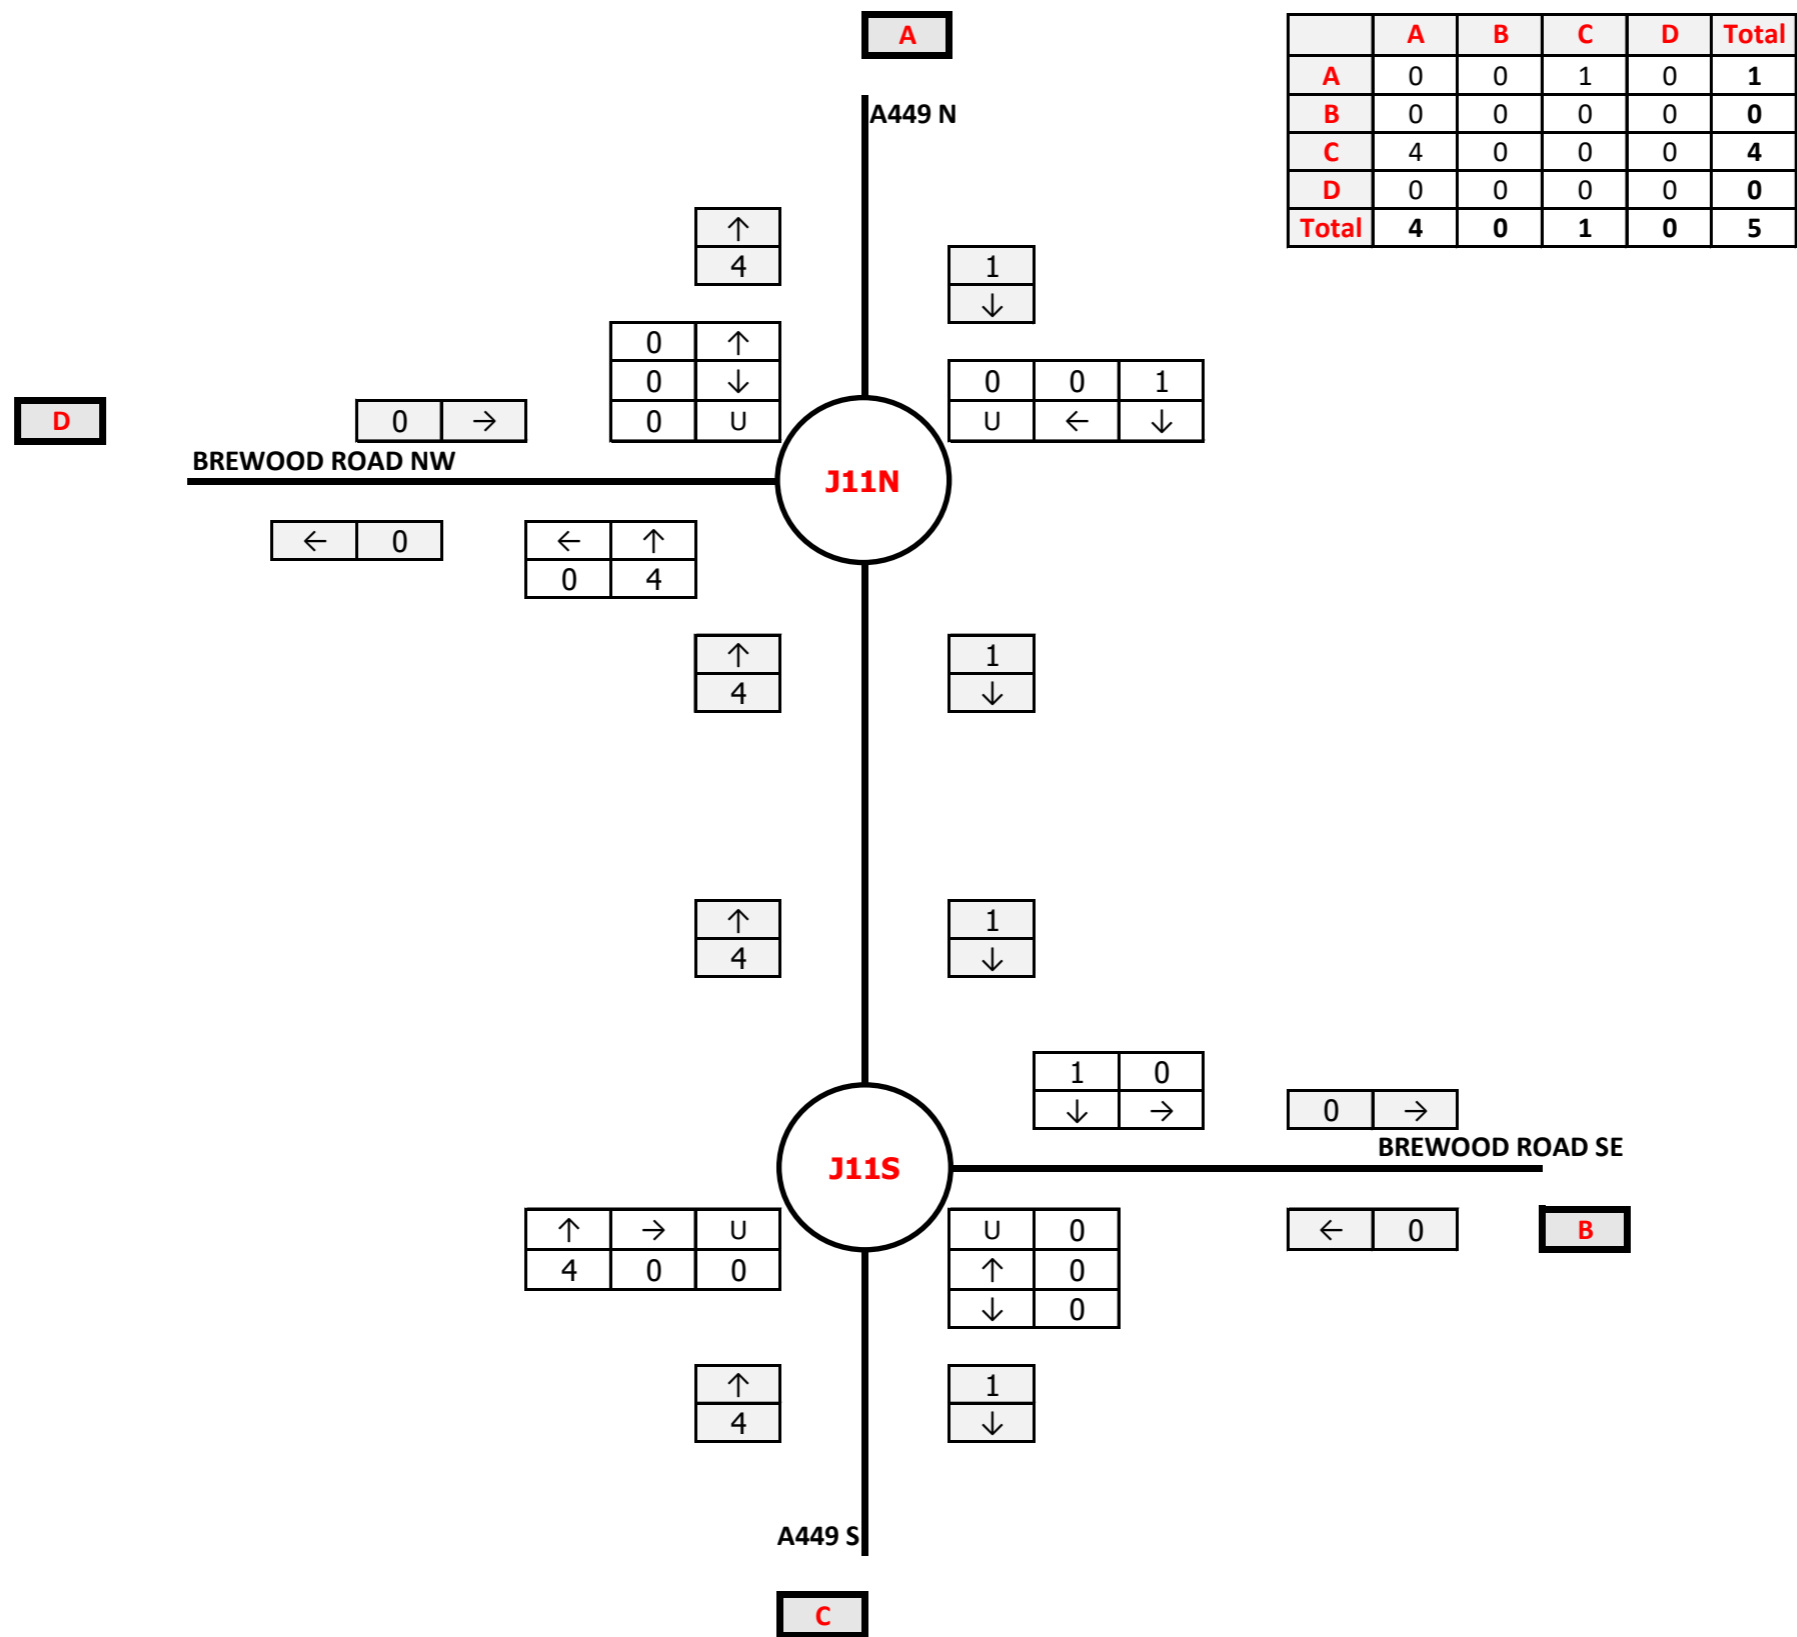 A
A B C D Total
A 0 0 1 0 1
B 0 0 0 0 0
C 4 0 0 0 4
D 0 0 0 0 0
Total 4 0 1 0 5
A449 N
↑
4
1
↓
0 ↑
0 ↓
0 U
0 0 1
U ← ↓
D
0 →
BREWOOD ROAD NW
J11N
← 0
← ↑
0 4
↑
4
1
↓
↑
4
1
↓
1 0
↓ →
0 →
BREWOOD ROAD SE
J11S
↑ → U
4 0 0
U 0
↑ 0
↓ 0
← 0
B
↑
4
1
↓
A449 S
C